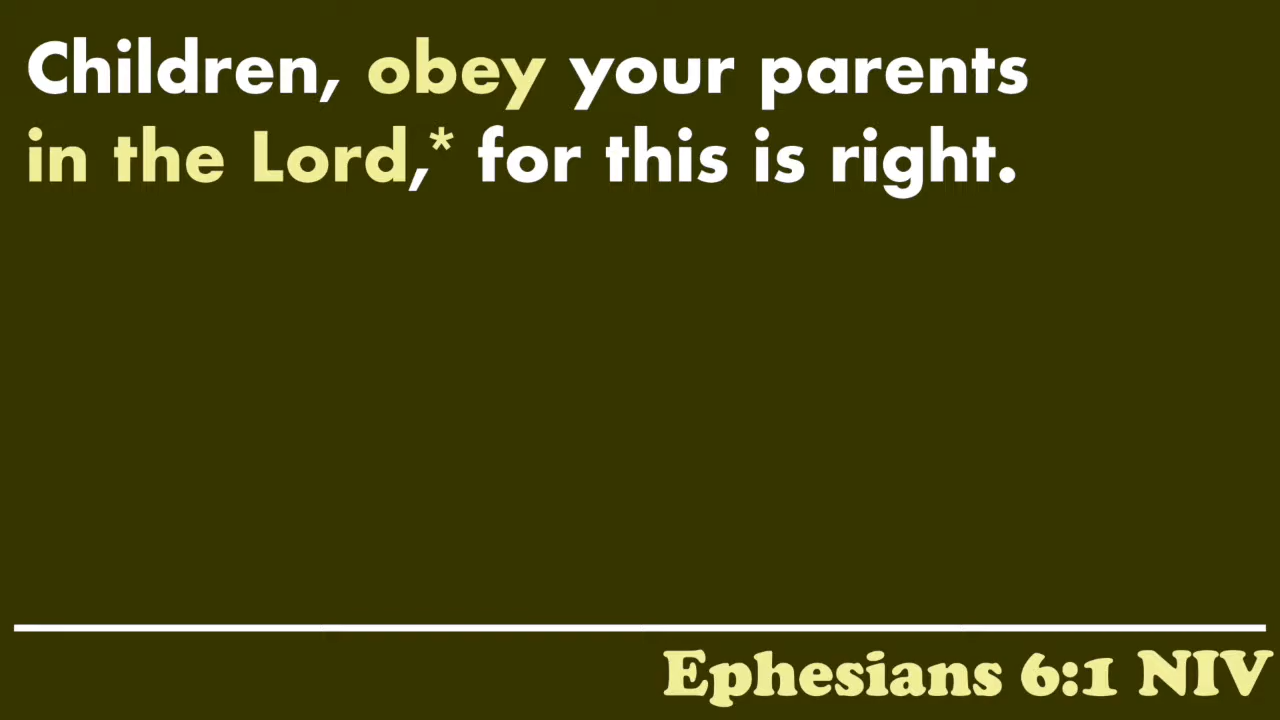 Children, obey your parents
in the Lord,* for this is right.
Ephesians 6:1 NIV